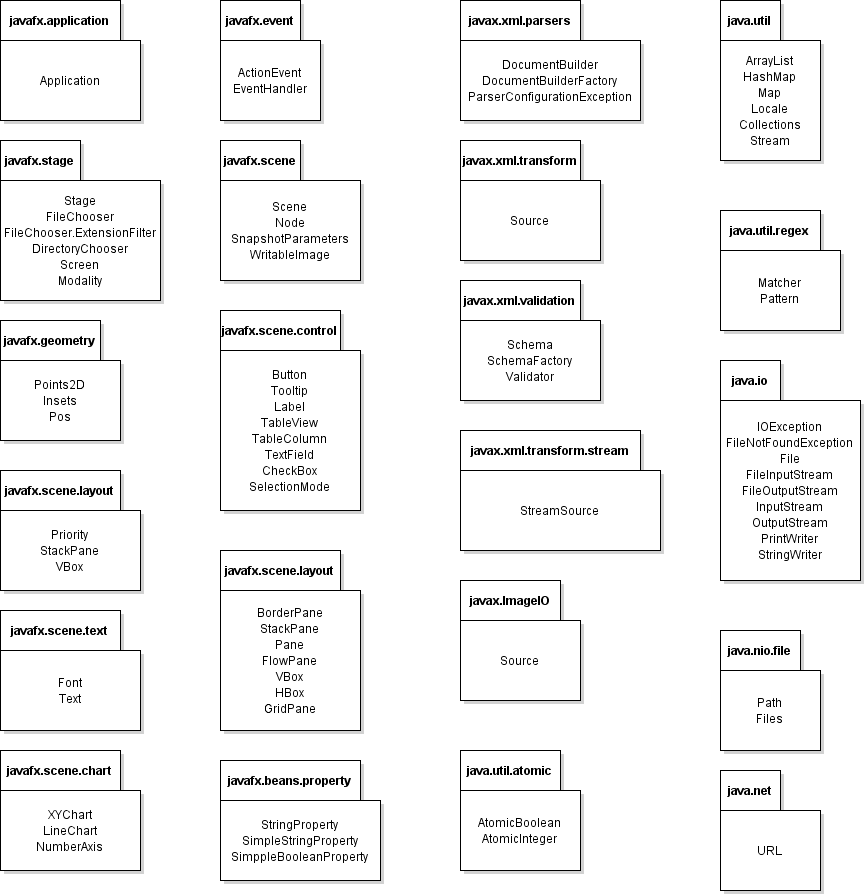 javafx.application
Application
javafx.stage
Stage
FileChooser
FileChooser.ExtensionFilter
DirectoryChooser
Screen
Modality
javafx.geometry
Points2D
Insets
Pos
javafx.scene.layout
Priority
StackPane
VBox
javafx.scene.text
Font
Text
javafx.scene.chart
XYChart
LineChart
NumberAxis
javafx.event
ActionEvent
EventHandler
javafx.scene
Scene
Node
SnapshotParameters
WritableImage
javafx.scene.control
Button
Tooltip
Label
TableView
TableColumn
TextField
CheckBox
SelectionMode
javafx.scene.layout
BorderPane
StackPane
Pane
FlowPane
VBox
HBox
GridPane
javafx.beans.property
StringProperty
SimpleStringProperty
SimppleBooleanProperty
javax.xml.parsers
DocumentBuilder
DocumentBuilderFactory
ParserConfigurationException
javax.xml.transform
Source
javax.xml.validation
Schema
SchemaFactory
Validator
javax.xml.transform.stream
StreamSource
javax.ImageIO
Source
java.util.atomic
AtomicBoolean
AtomicInteger
java.util
ArrayList
HashMap
Map
Locale
Collections
Stream
java.util.regex
Matcher
Pattern
java.io
IOException
FileNotFoundException
File
FileInputStream
FileOutputStream
InputStream
OutputStream
PrintWriter
StringWriter
java.nio.file
Path
Files
java.net
URL